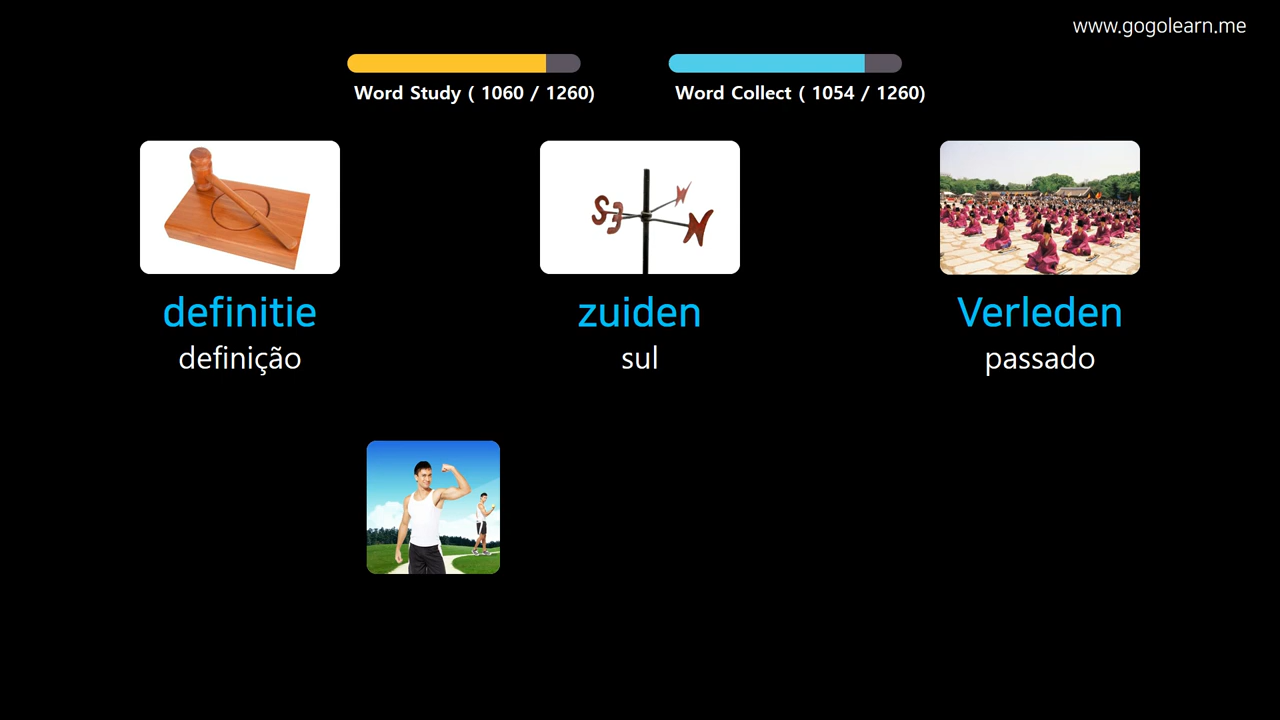 www.gogolearn.me
Word Study ( 1060 / 1260)
Word Collect ( 1054 / 1260)
definitie
definição
zuiden
sul
Verleden
passado